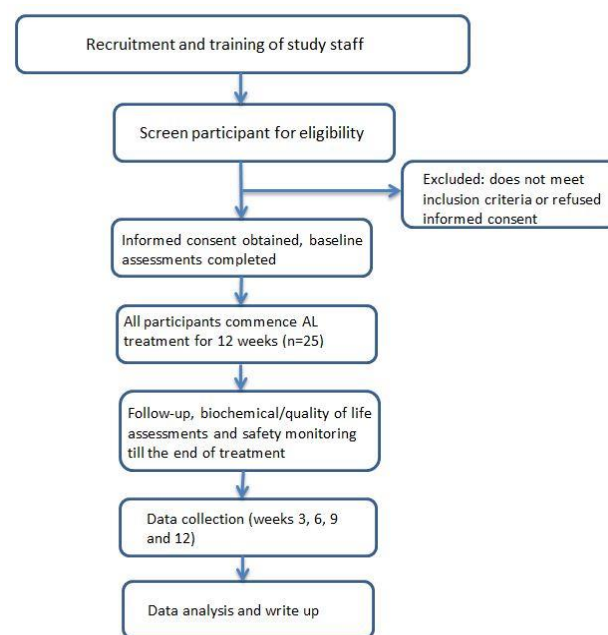 Recruitment and training of study staff
Screen participant for eligibility
Excluded: does not meet
inclusion criteria or refused
informed consent
Informed consent obtained, baseline
assessments completed
All participants commence AL
treatment for 12 weeks (n=25)
Follow-up, biochemical/quality of life
assessments and safety monitoring
till the end of treatment
Data collection (weeks 3, 6, 9
and 12)
Data analysis and write up